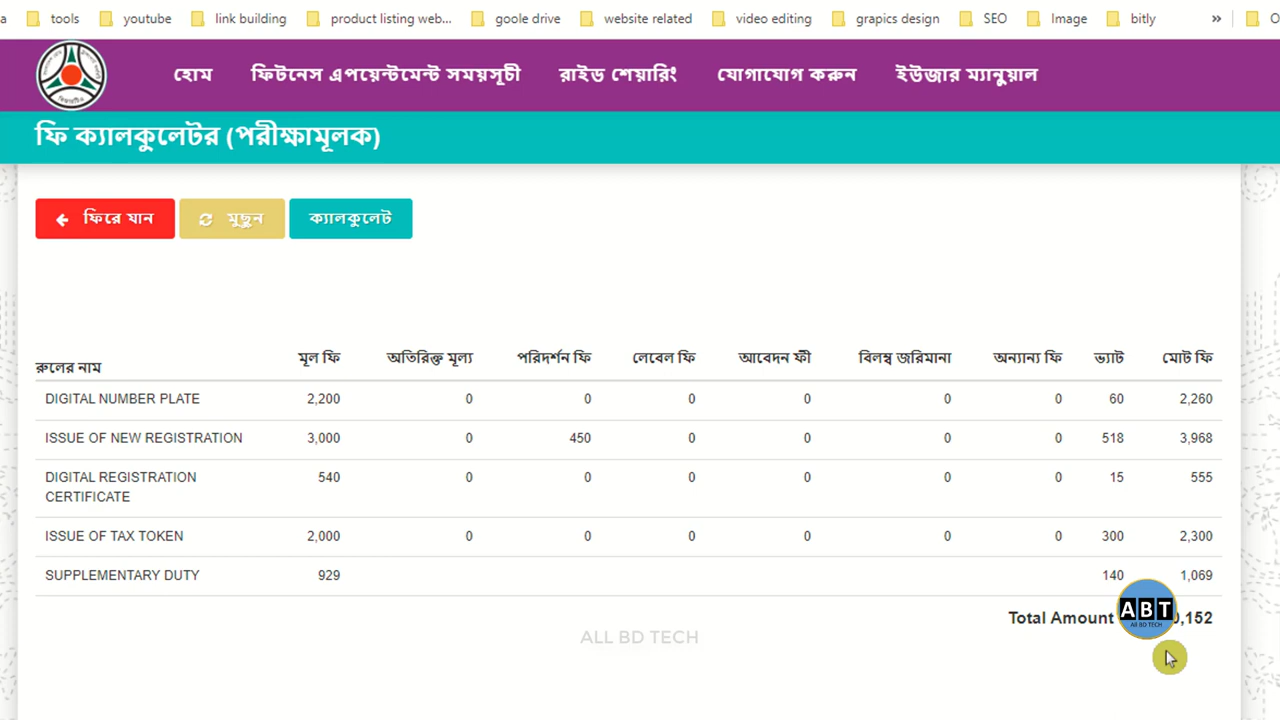 a tools youtube link building product listing web... goole drive website related video editing grapics design SEO Image bitly » O
হোম ফিটনেস এপয়েন্টমেন্ট সময়সূচী রাইড শেয়ারিং যোগাযোগ করুন ইউজার ম্যানুয়াল
ফি ক্যালকুলেটর (পরীক্ষামূলক)
ফিরে যান মুছুন ক্যালকুলেট
রুলের নাম মূল ফি অতিরিক্ত মূল্য পরিদর্শন ফি লেবেল ফি আবেদন ফী বিলম্ব জরিমানা অন্যান্য ফি ভ্যাট মোট ফি
DIGITAL NUMBER PLATE 2,200 0 0 0 0 0 0 60 2,260
ISSUE OF NEW REGISTRATION 3,000 0 450 0 0 0 0 518 3,968
DIGITAL REGISTRATION 540 0 0 0 0 0 0 15 555
CERTIFICATE
ISSUE OF TAX TOKEN 2,000 0 0 0 0 0 0 300 2,300
SUPPLEMENTARY DUTY 929 140 1,069
Total Amount ,152
ABT
All BD TECH
ALL BD TECH